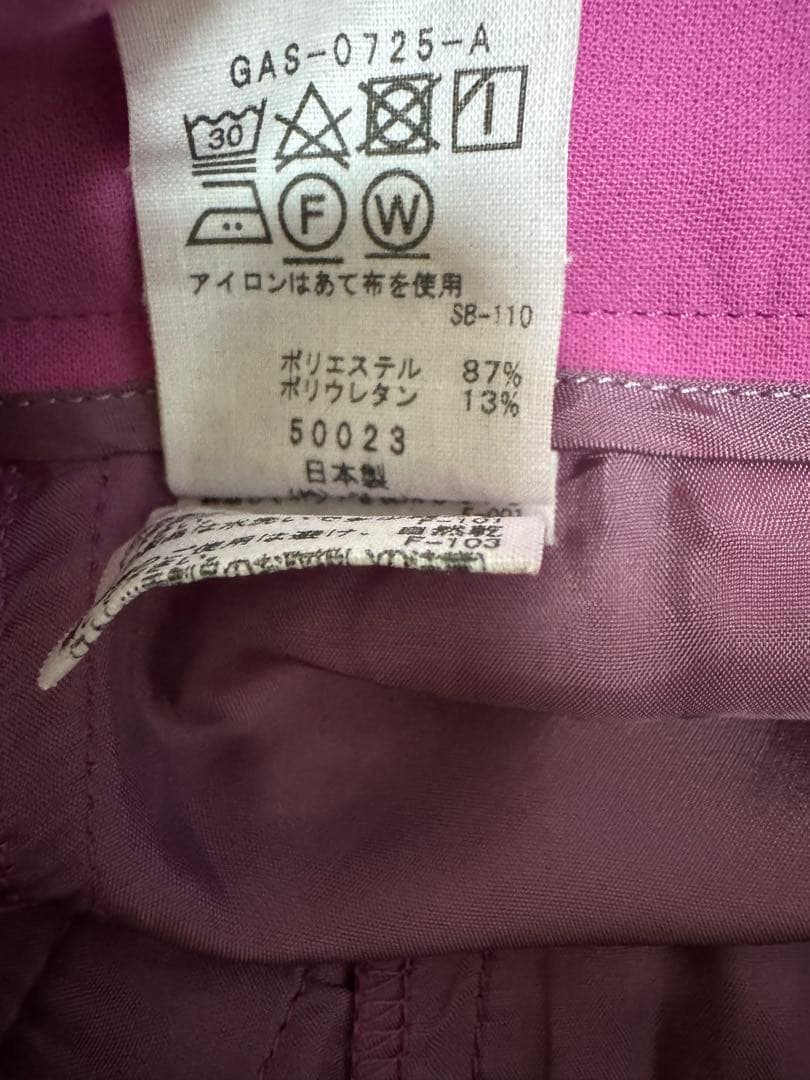 GAS-0725-A
30
F W
アイロンはあて布を使用
SB-110
ポリエステル 87%
ポリウレタン 13%
50023
日本製
F-103